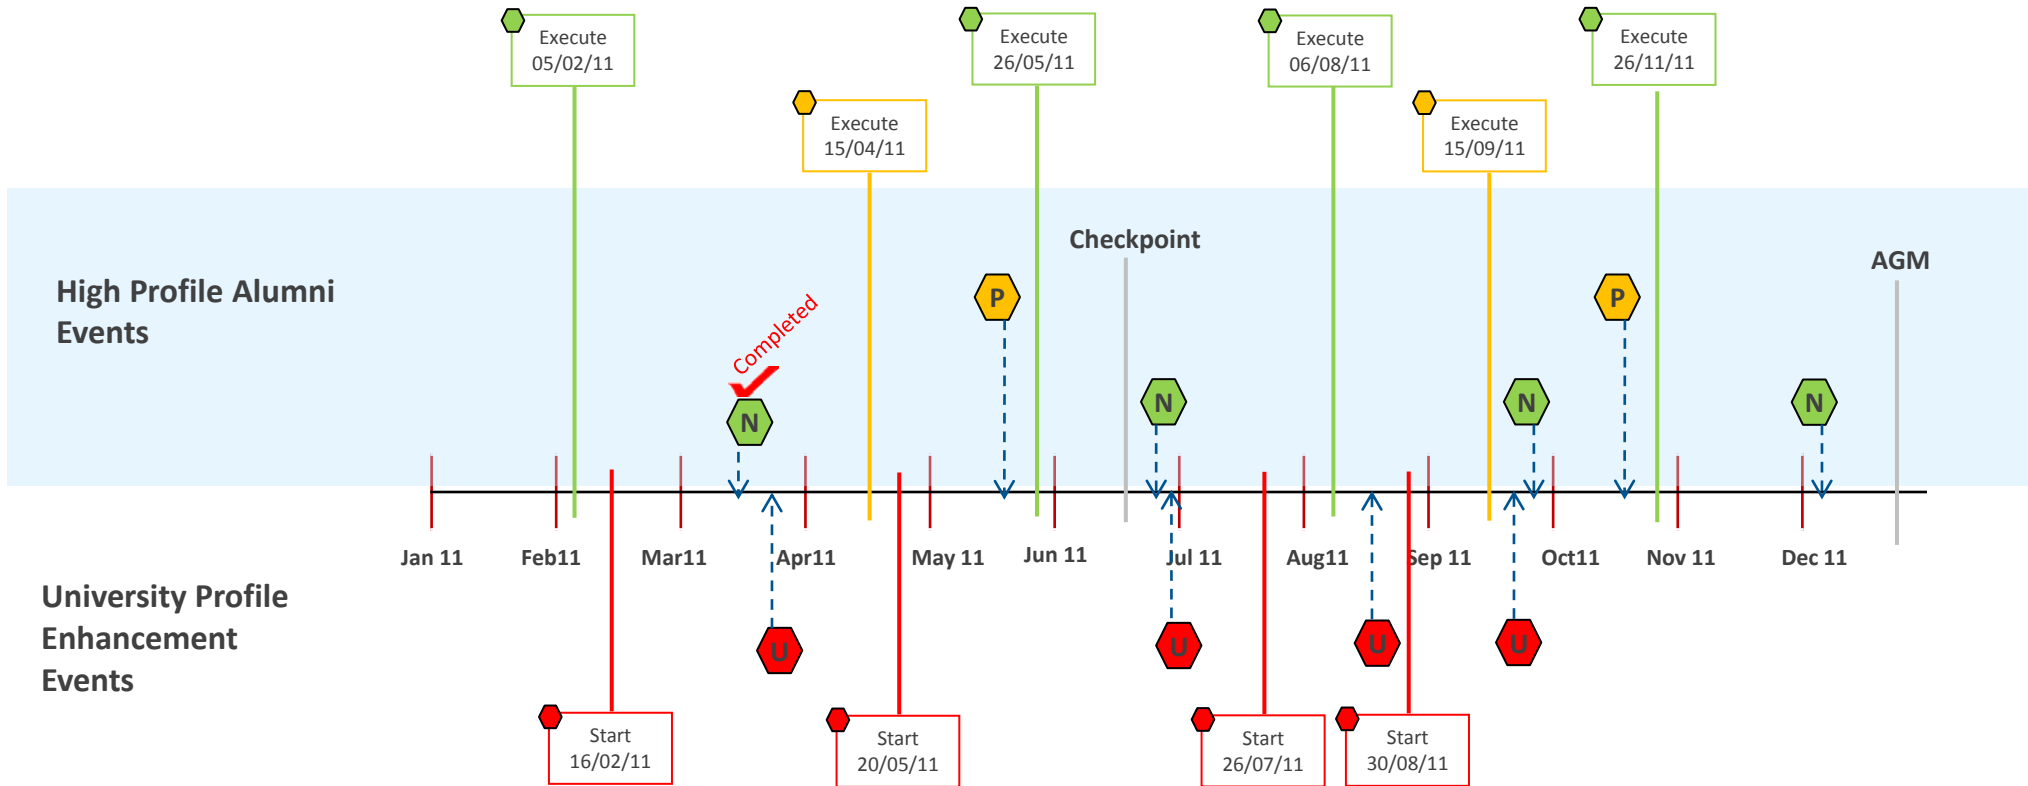 Execute
05/02/11
Execute
26/05/11
Execute
06/08/11
Execute
26/11/11
Execute
15/04/11
Execute
15/09/11
Checkpoint
AGM
High Profile Alumni
Events
P
P
Completed
N
N
N
N
Jan 11
Feb11
Mar11
Apr11
May 11
Jun 11
Jul 11
Aug11
Sep 11
Oct11
Nov 11
Dec 11
University Profile
Enhancement
Events
U
U
U
U
Start
16/02/11
Start
20/05/11
Start
26/07/11
Start
30/08/11